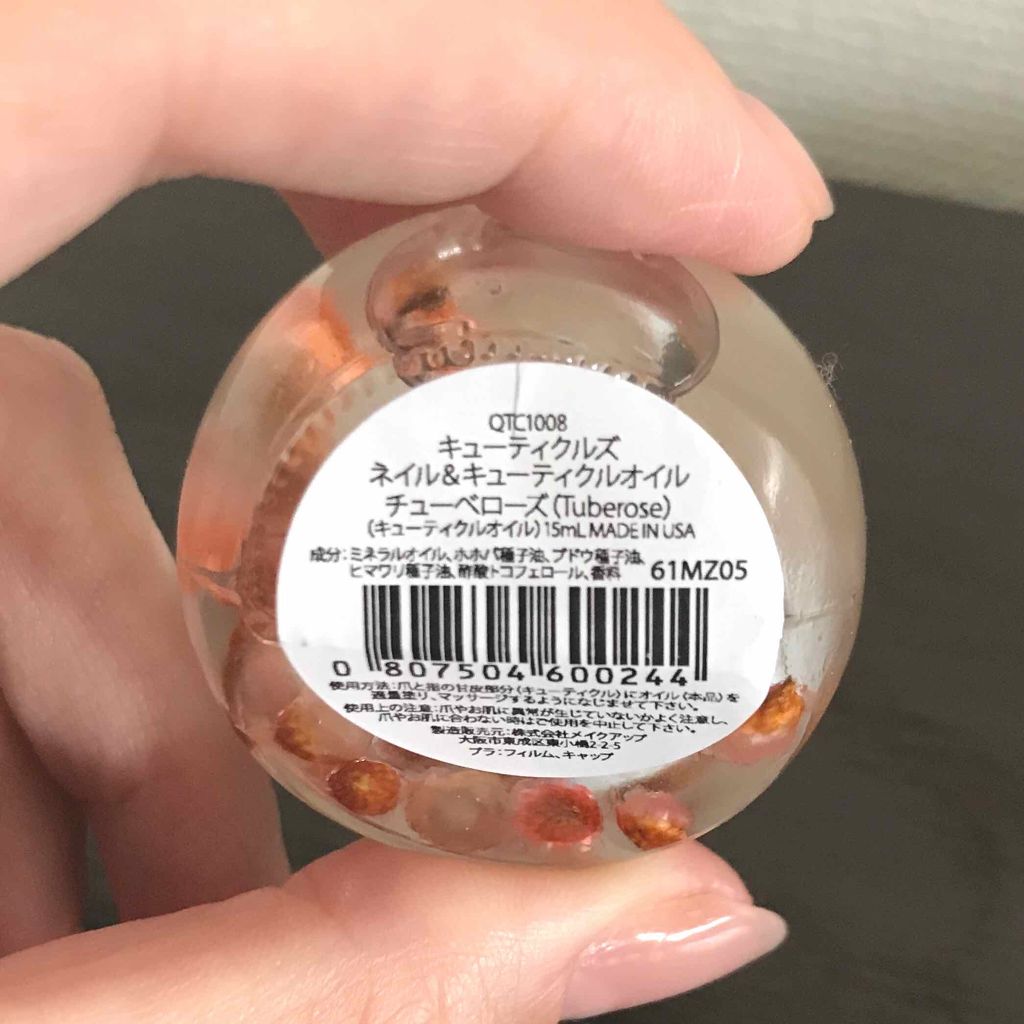 QTC1008
キューティクルズ
ネイル&キューティクルオイル
チューベローズ(Tuberose)
(キューティクルオイル)15mL MADE IN USA
成分:ミネラルオイル、ホホバ種子油、ブドウ種子油、
ヒマワリ種子油、酢酸トコフェロール、香料 61MZ05
0 807504 600244
使用方法:爪と指の甘皮部分(キューティクル)にオイル(本品)を
適量塗り、マッサージするようになじませて下さい。
使用上の注意:爪やお肌に異常が生じていないかよく注意し、
爪やお肌に合わない時はご使用を中止して下さい。
製造販売元:株式会社メイクアップ
大阪市東成区東小橋2-2-5
プラ:フィルム、キャップ